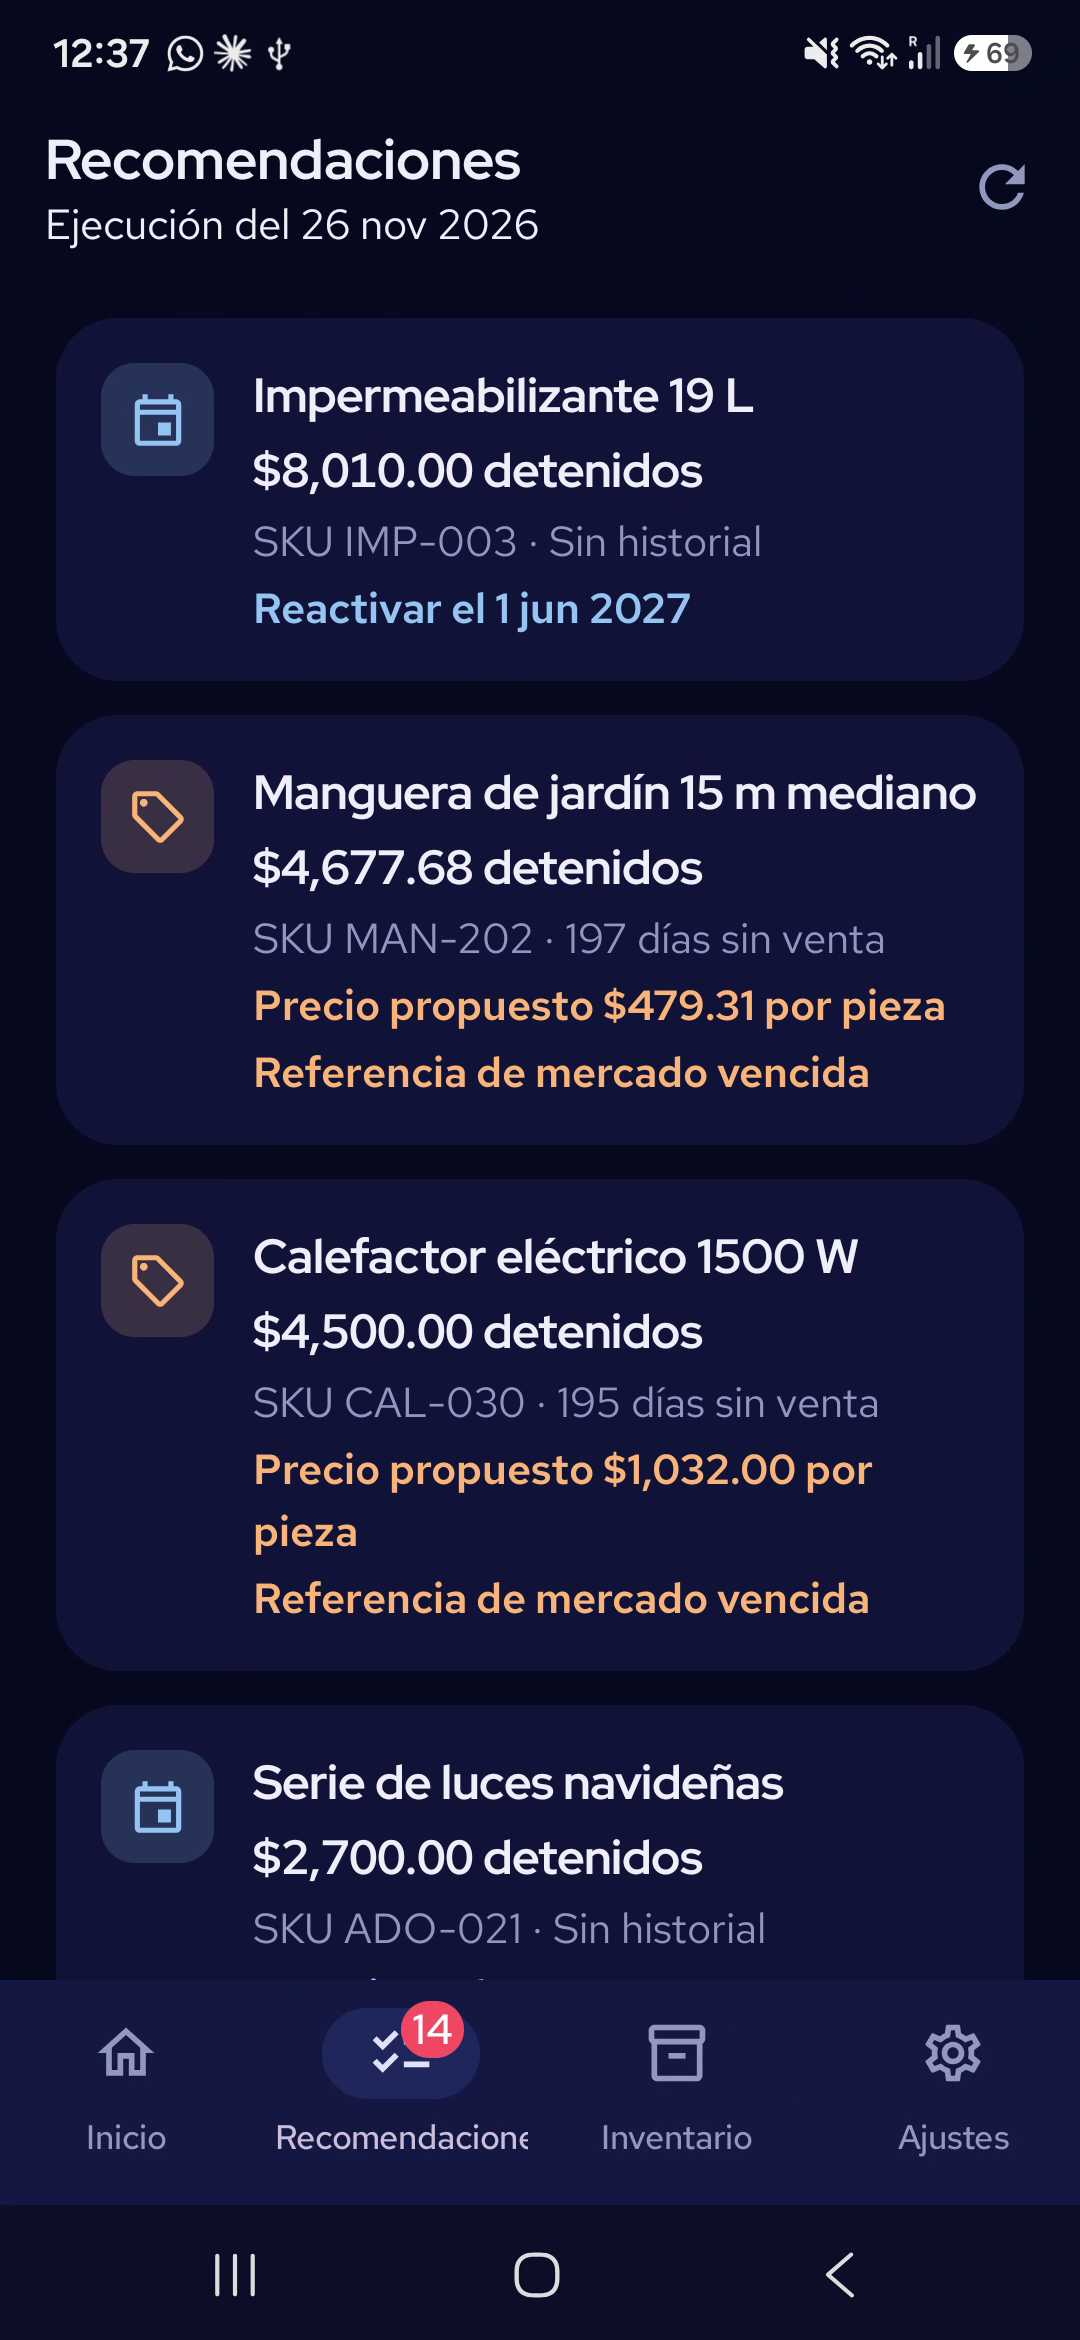 12:37
R
69
Recomendaciones
Ejecución del 26 nov 2026
Impermeabilizante 19 L
$8,010.00 detenidos
SKU IMP-003 · Sin historial
Reactivar el 1 jun 2027
Manguera de jardín 15 m mediano
$4,677.68 detenidos
SKU MAN-202 · 197 días sin venta
Precio propuesto $479.31 por pieza
Referencia de mercado vencida
Calefactor eléctrico 1500 W
$4,500.00 detenidos
SKU CAL-030 · 195 días sin venta
Precio propuesto $1,032.00 por
pieza
Referencia de mercado vencida
Serie de luces navideñas
$2,700.00 detenidos
SKU ADO-021 · Sin historial
14
Inicio
Recomendacione
Inventario
Ajustes